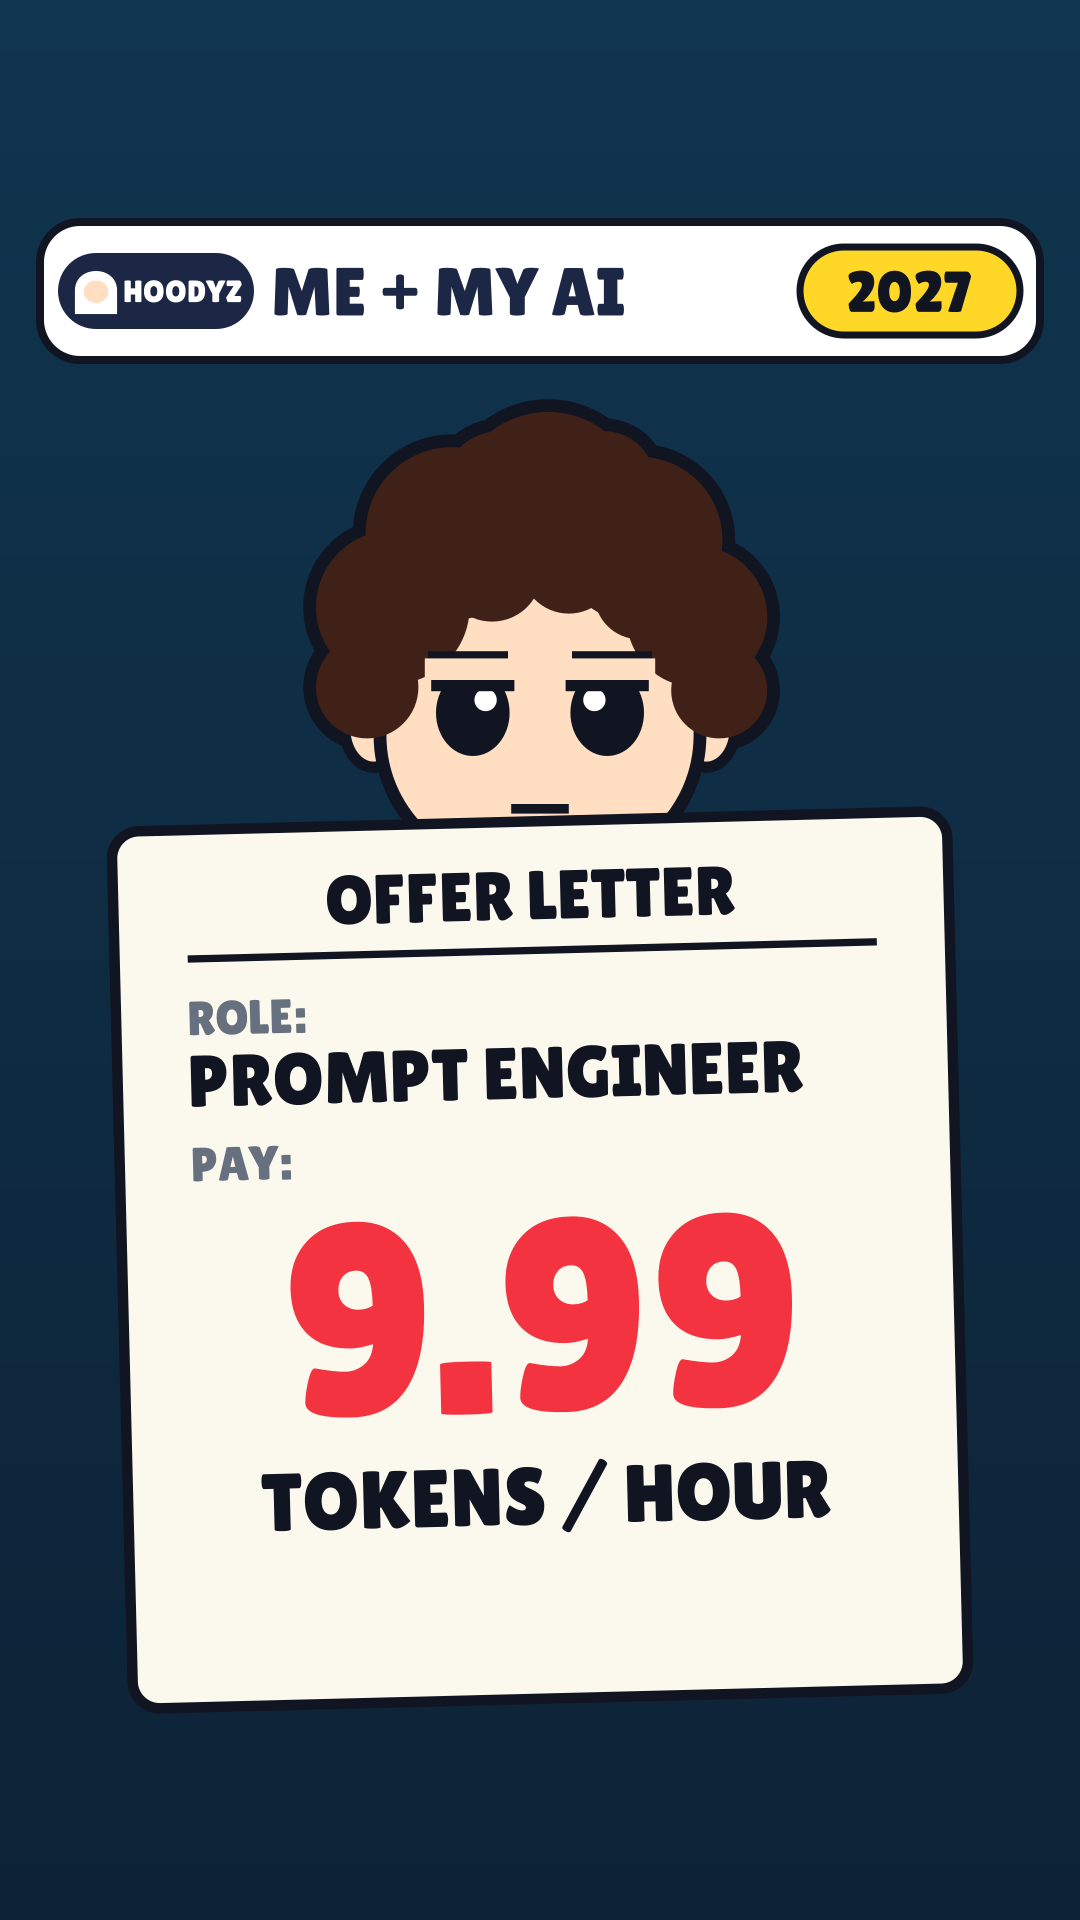 HOODYZ ME + MY AI 2027
OFFER LETTER
ROLE:
PROMPT ENGINEER
PAY:
9.99
TOKENS / HOUR